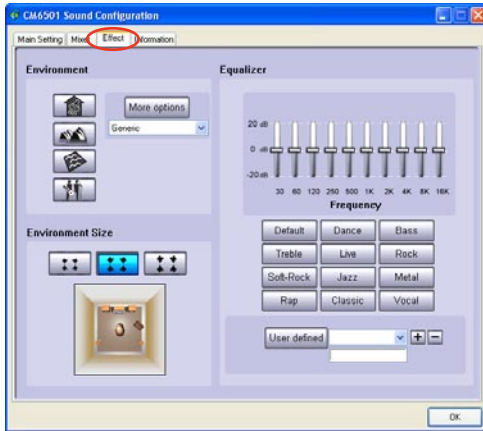 CM6501 Sound Configuration
Main Setting Mixer Effect Information
Environment
More options
Generic
Environment Size
Equalizer
20 dB
0 dB
-20 dB
30 60 120 250 500 1K 2K 4K 8K 16K
Frequency
Default Dance Bass
Treble Live Rock
Soft-Rock Jazz Metal
Rap Classic Vocal
User defined
OK